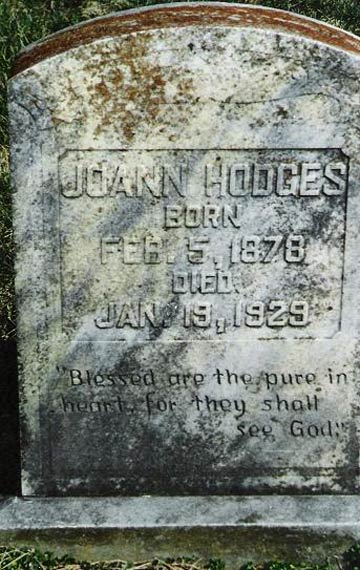 JOANN HODGES
BORN
FEB. 5, 1878
DIED
JAN. 19, 1929
"Blessed are the pure in
heart, for they shall
see God."